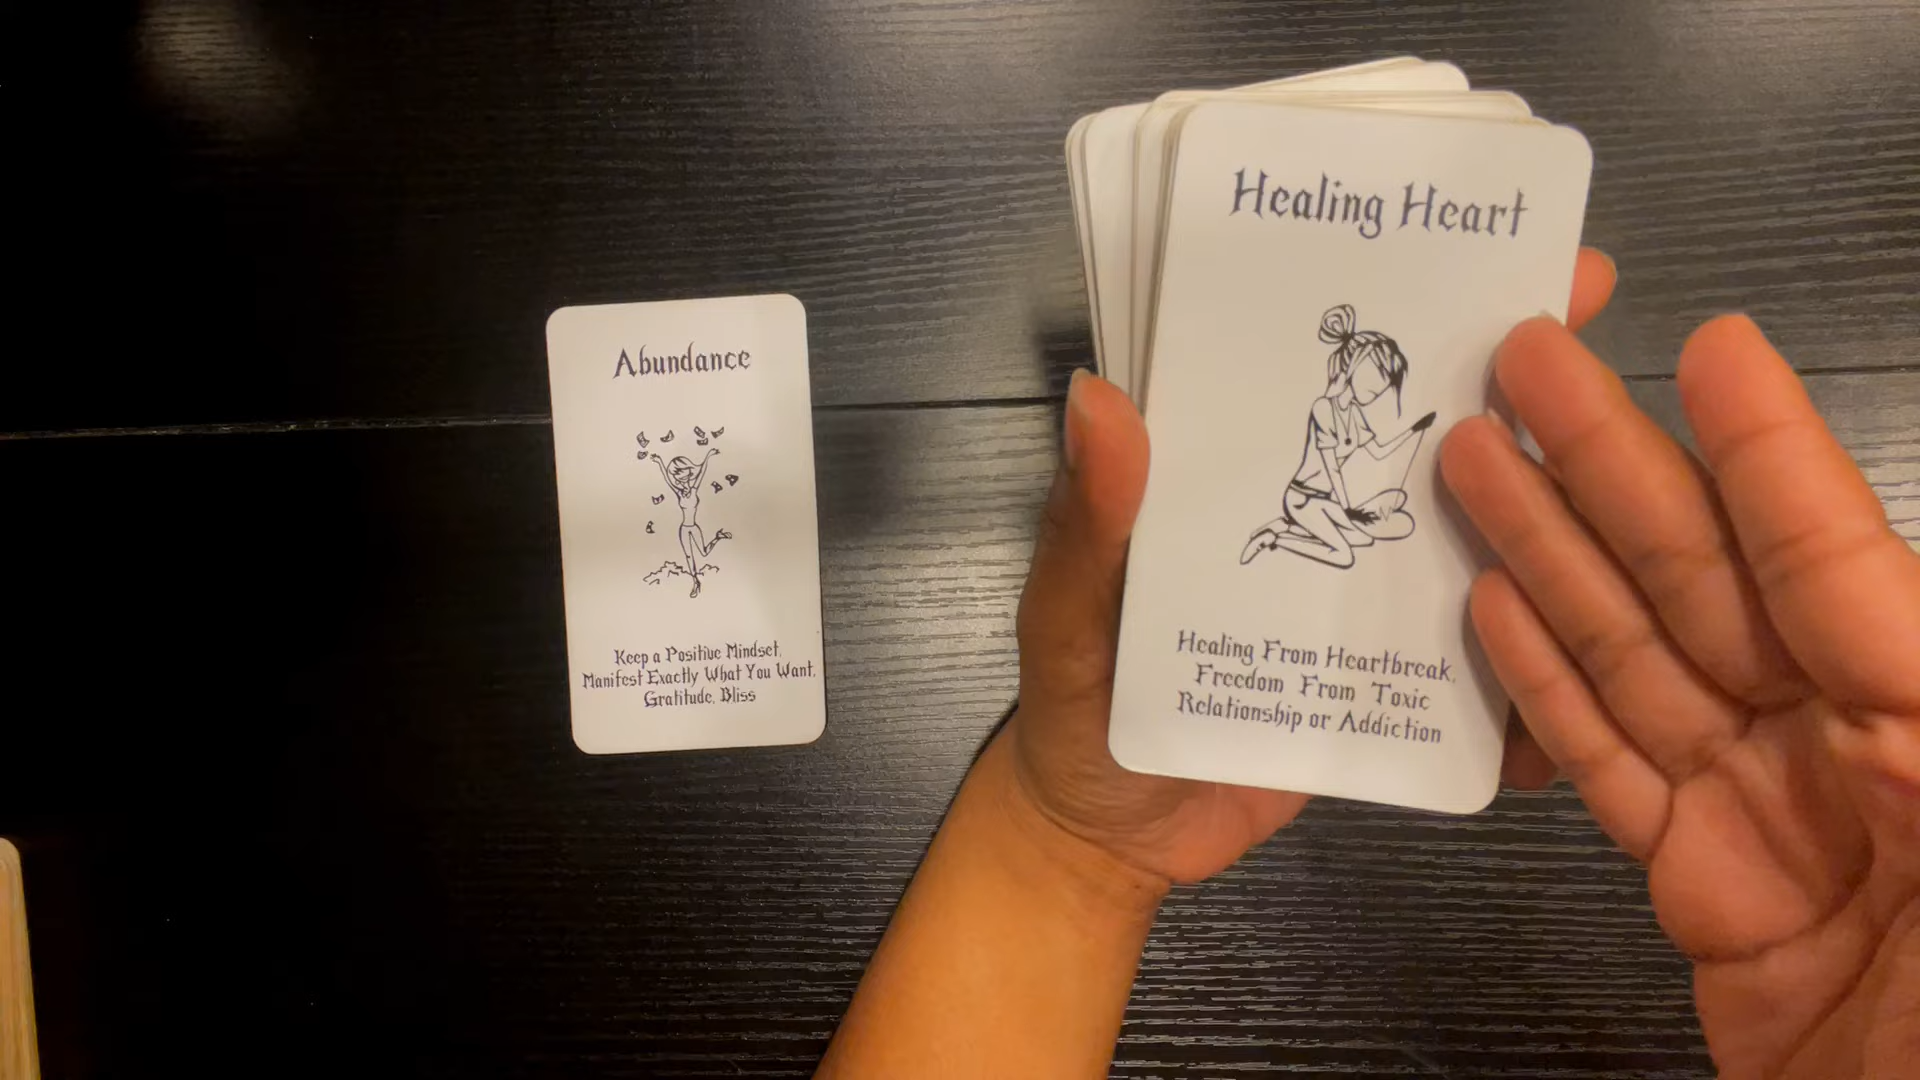 Abundance
Keep a Positive Mindset,
Manifest Exactly What You Want,
Gratitude, Bliss
Healing Heart
Healing From Heartbreak,
Freedom From Toxic
Relationship or Addiction